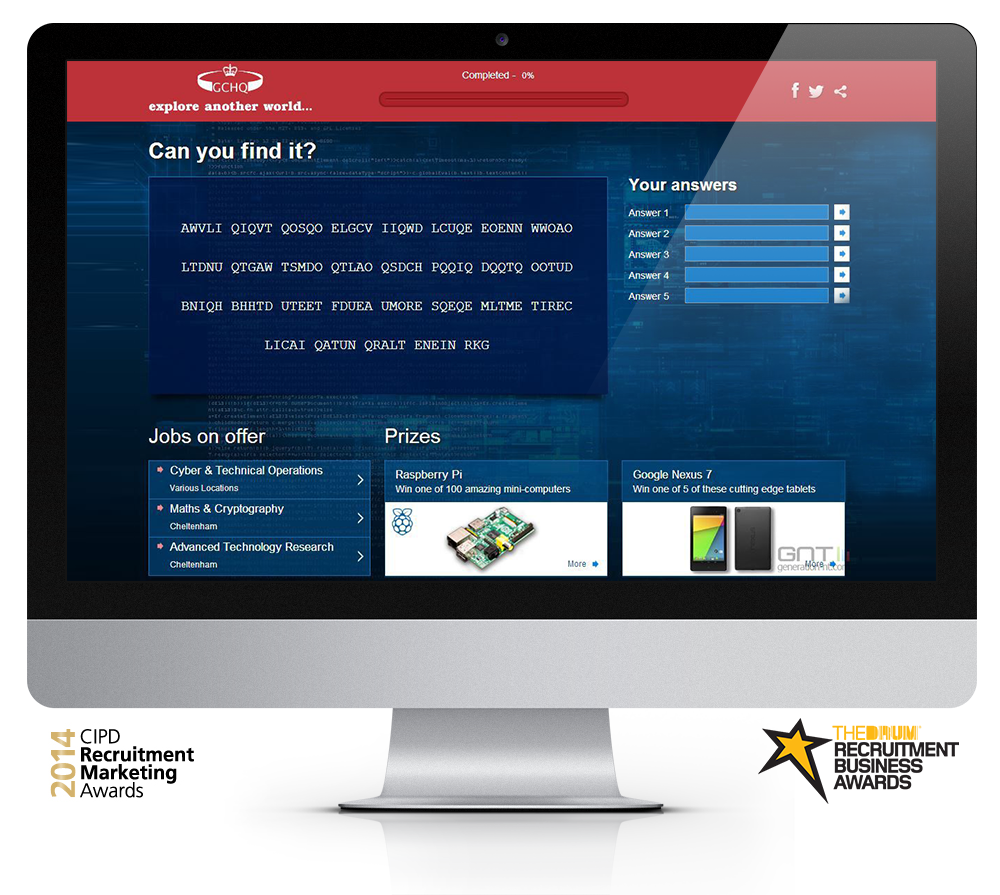 GCHQ
explore another world...
Completed - 0%
Can you find it?
AWVLI QIQVT QOSQO ELGCV IIQWD LCUQE EOENN WWOAO
LTDNU QTGAW TSMDO QTLAO QSDCH PQQIQ DQQTQ OOTUD
BNIQH BHHTD UTEET FDUEA UMORE SQEQE MLTME TIREC
LICAI QATUN QRALT ENEIN RKG
Your answers
Answer 1
Answer 2
Answer 3
Answer 4
Answer 5
Jobs on offer
Cyber & Technical Operations
Various Locations
Maths & Cryptography
Cheltenham
Advanced Technology Research
Cheltenham
Prizes
Raspberry Pi
Win one of 100 amazing mini-computers
More
Google Nexus 7
Win one of 5 of these cutting edge tablets
More
2014
CIPD
Recruitment
Marketing
Awards
THE DRUM
RECRUITMENT
BUSINESS
AWARDS